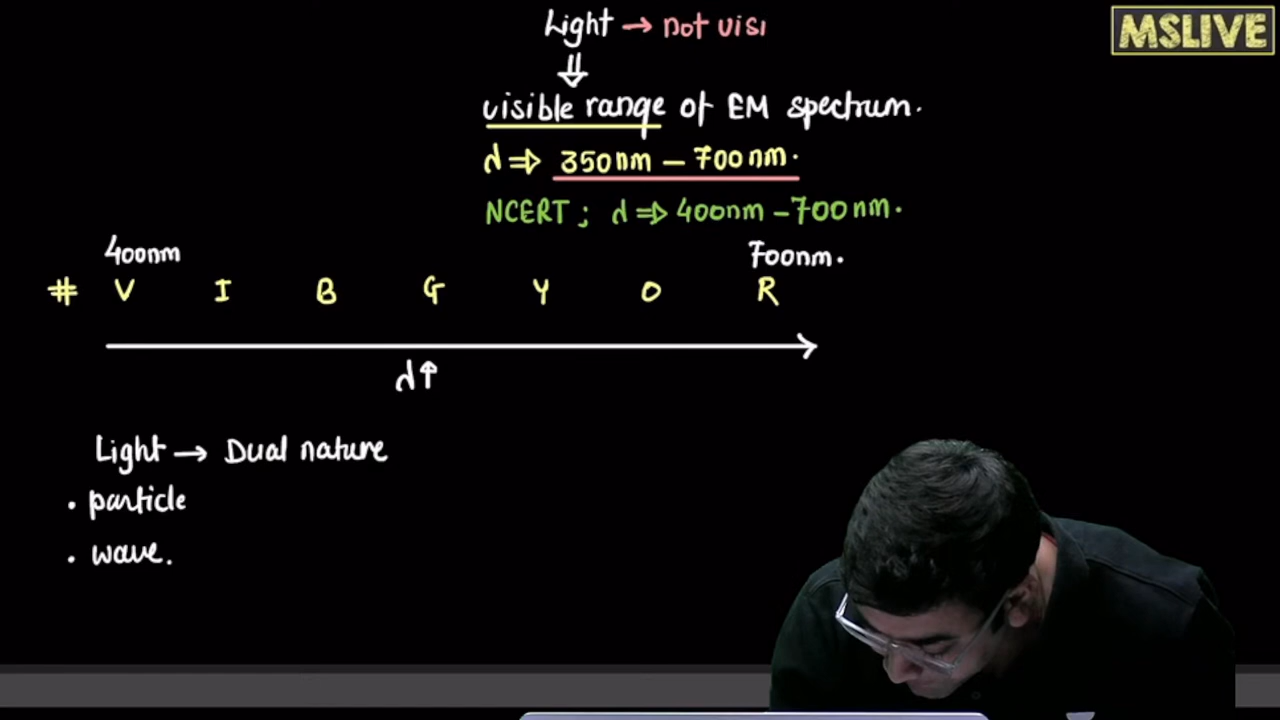 Light → not visi
MSLIVE
⇓
visible range of EM spectrum.
λ ⇒ 350nm – 700nm.
NCERT ; λ ⇒ 400nm – 700nm.
400nm 700nm.
# V I B G Y O R
λ↑
Light → Dual nature
. particle
. wave.